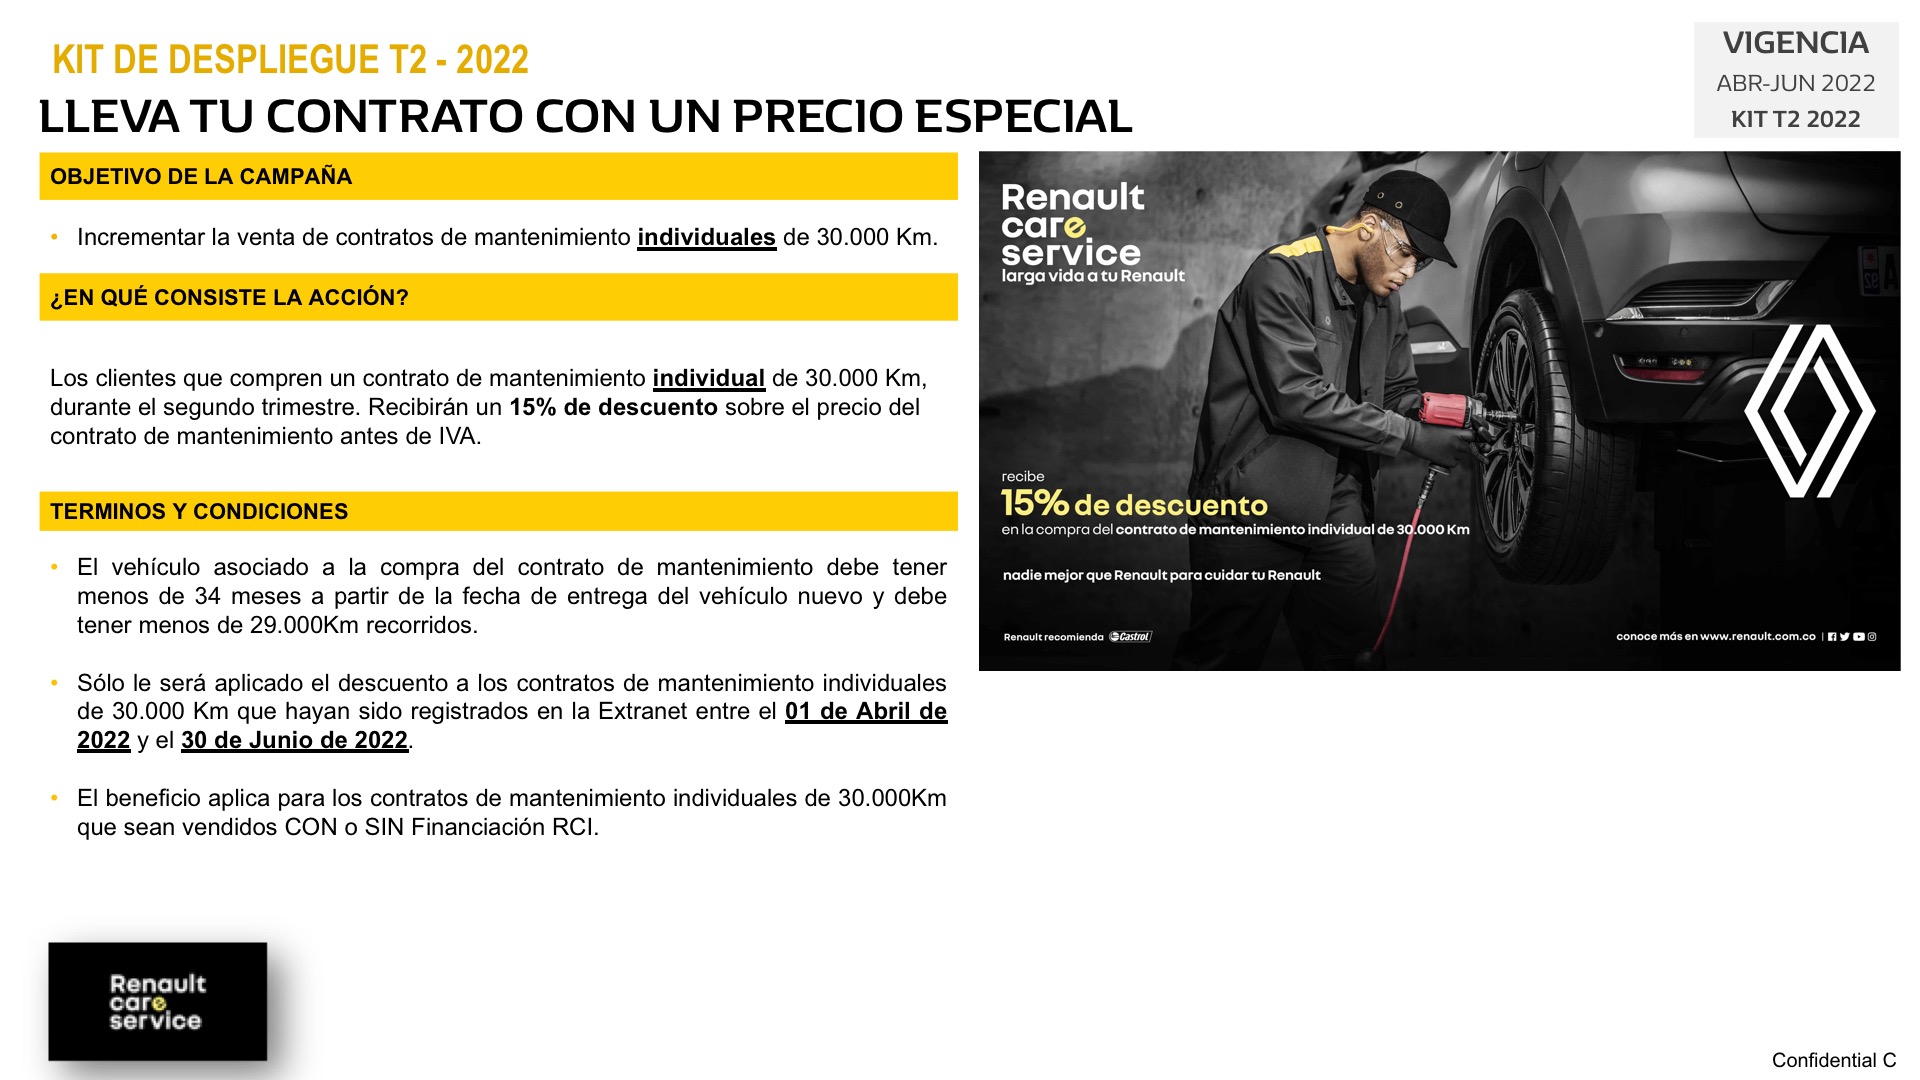 KIT DE DESPLIEGUE T2 - 2022
LLEVA TU CONTRATO CON UN PRECIO ESPECIAL
VIGENCIA
ABR-JUN 2022
KIT T2 2022
OBJETIVO DE LA CAMPAÑA
• Incrementar la venta de contratos de mantenimiento individuales de 30.000 Km.
¿EN QUÉ CONSISTE LA ACCIÓN?
Los clientes que compren un contrato de mantenimiento individual de 30.000 Km,
durante el segundo trimestre. Recibirán un 15% de descuento sobre el precio del
contrato de mantenimiento antes de IVA.
TERMINOS Y CONDICIONES
• El vehículo asociado a la compra del contrato de mantenimiento debe tener
menos de 34 meses a partir de la fecha de entrega del vehículo nuevo y debe
tener menos de 29.000Km recorridos.
• Sólo le será aplicado el descuento a los contratos de mantenimiento individuales
de 30.000 Km que hayan sido registrados en la Extranet entre el 01 de Abril de
2022 y el 30 de Junio de 2022.
• El beneficio aplica para los contratos de mantenimiento individuales de 30.000Km
que sean vendidos CON o SIN Financiación RCI.
Renault
care
service
larga vida a tu Renault
recibe
15% de descuento
en la compra del contrato de mantenimiento individual de 30.000 Km
nadie mejor que Renault para cuidar tu Renault
Renault recomienda Castrol
conoce más en www.renault.com.co |
Renault
care
service
Confidential C